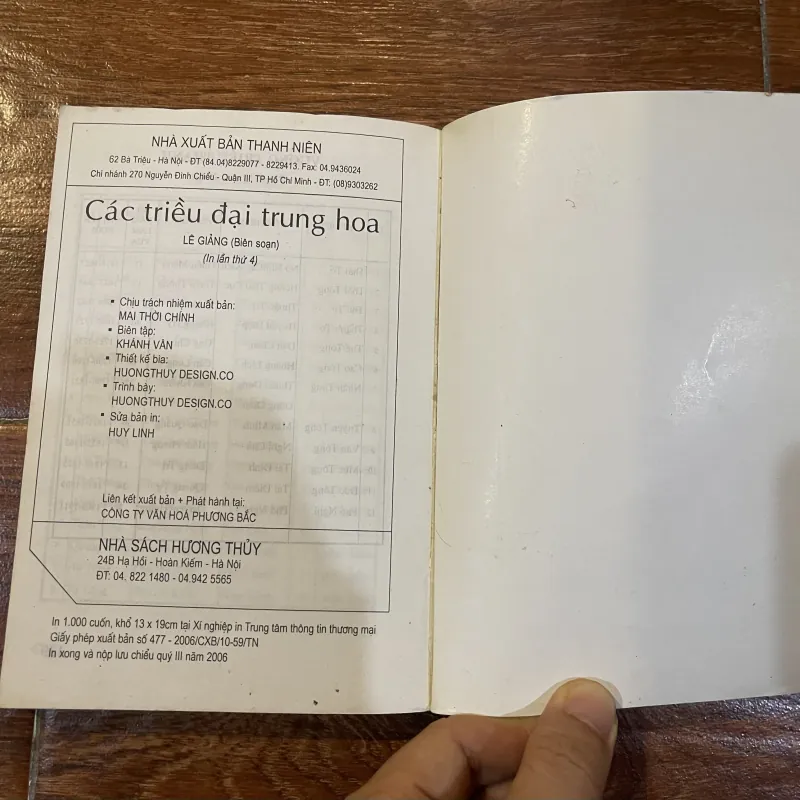 NHÀ XUẤT BẢN THANH NIÊN
62 Bà Triệu - Hà Nội - ĐT (84.04)8229077 - 8229413. Fax: 04.9436024
Chi nhánh 270 Nguyễn Đình Chiểu - Quận III, TP Hồ Chí Minh - ĐT: (08)9303262
Các triều đại trung hoa
LÊ GIẢNG (Biên soạn)
(In lần thứ 4)
▪ Chịu trách nhiệm xuất bản:
MAI THỜI CHÍNH
▪ Biên tập:
KHÁNH VÂN
▪ Thiết kế bìa:
HUONGTHUY DESIGN.CO
▪ Trình bày:
HUONGTHUY DESIGN.CO
▪ Sửa bản in:
HUY LINH
Liên kết xuất bản + Phát hành tại:
CÔNG TY VĂN HOÁ PHƯƠNG BẮC
NHÀ SÁCH HƯƠNG THỦY
24B Hạ Hồi - Hoàn Kiếm - Hà Nội
ĐT: 04. 822 1480 - 04.942 5565
In 1.000 cuốn, khổ 13 x 19cm tại Xí nghiệp in Trung tâm thông tin thương mại
Giấy phép xuất bản số 477 - 2006/CXB/10-59/TN
In xong và nộp lưu chiểu quý III năm 2006